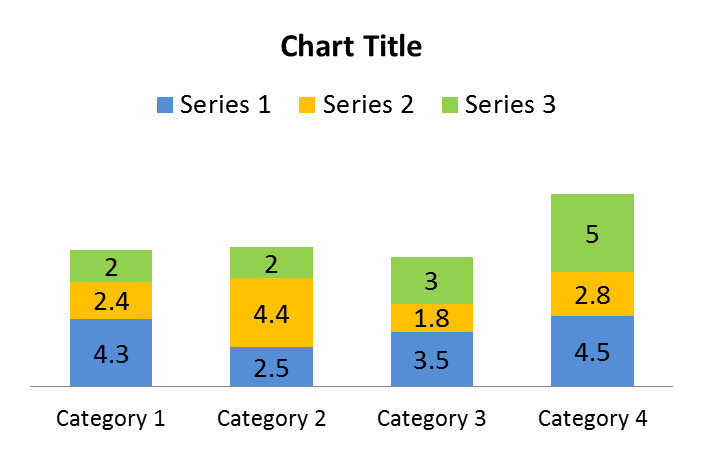 Chart Title
Series 1 Series 2 Series 3
5
2 2 3
2.4 4.4 1.8 2.8
4.3 2.5 3.5 4.5
Category 1 Category 2 Category 3 Category 4